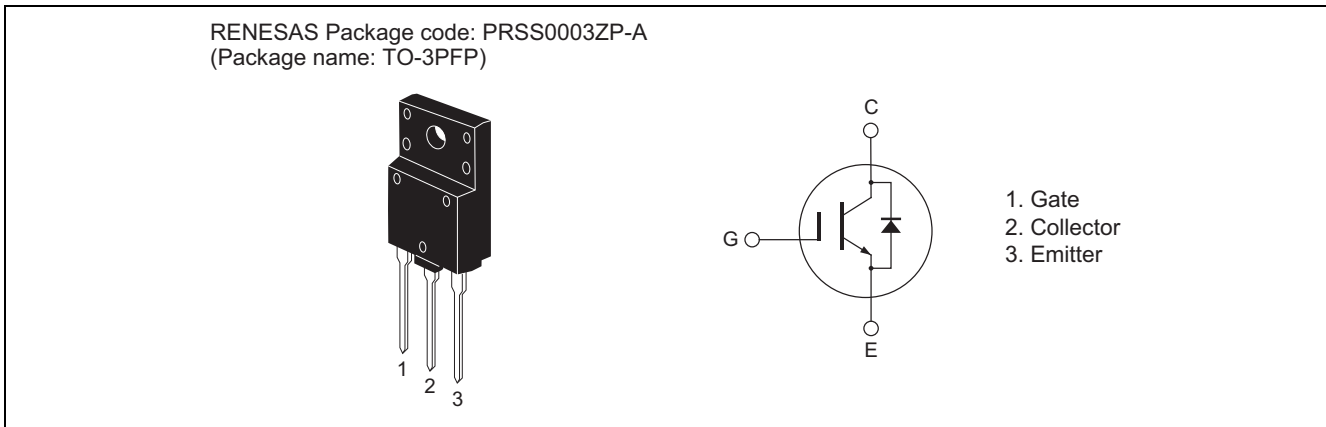 RENESAS Package code: PRSS0003ZP-A
(Package name: TO-3PFP)
1
2
3
C
G
E
1. Gate
2. Collector
3. Emitter